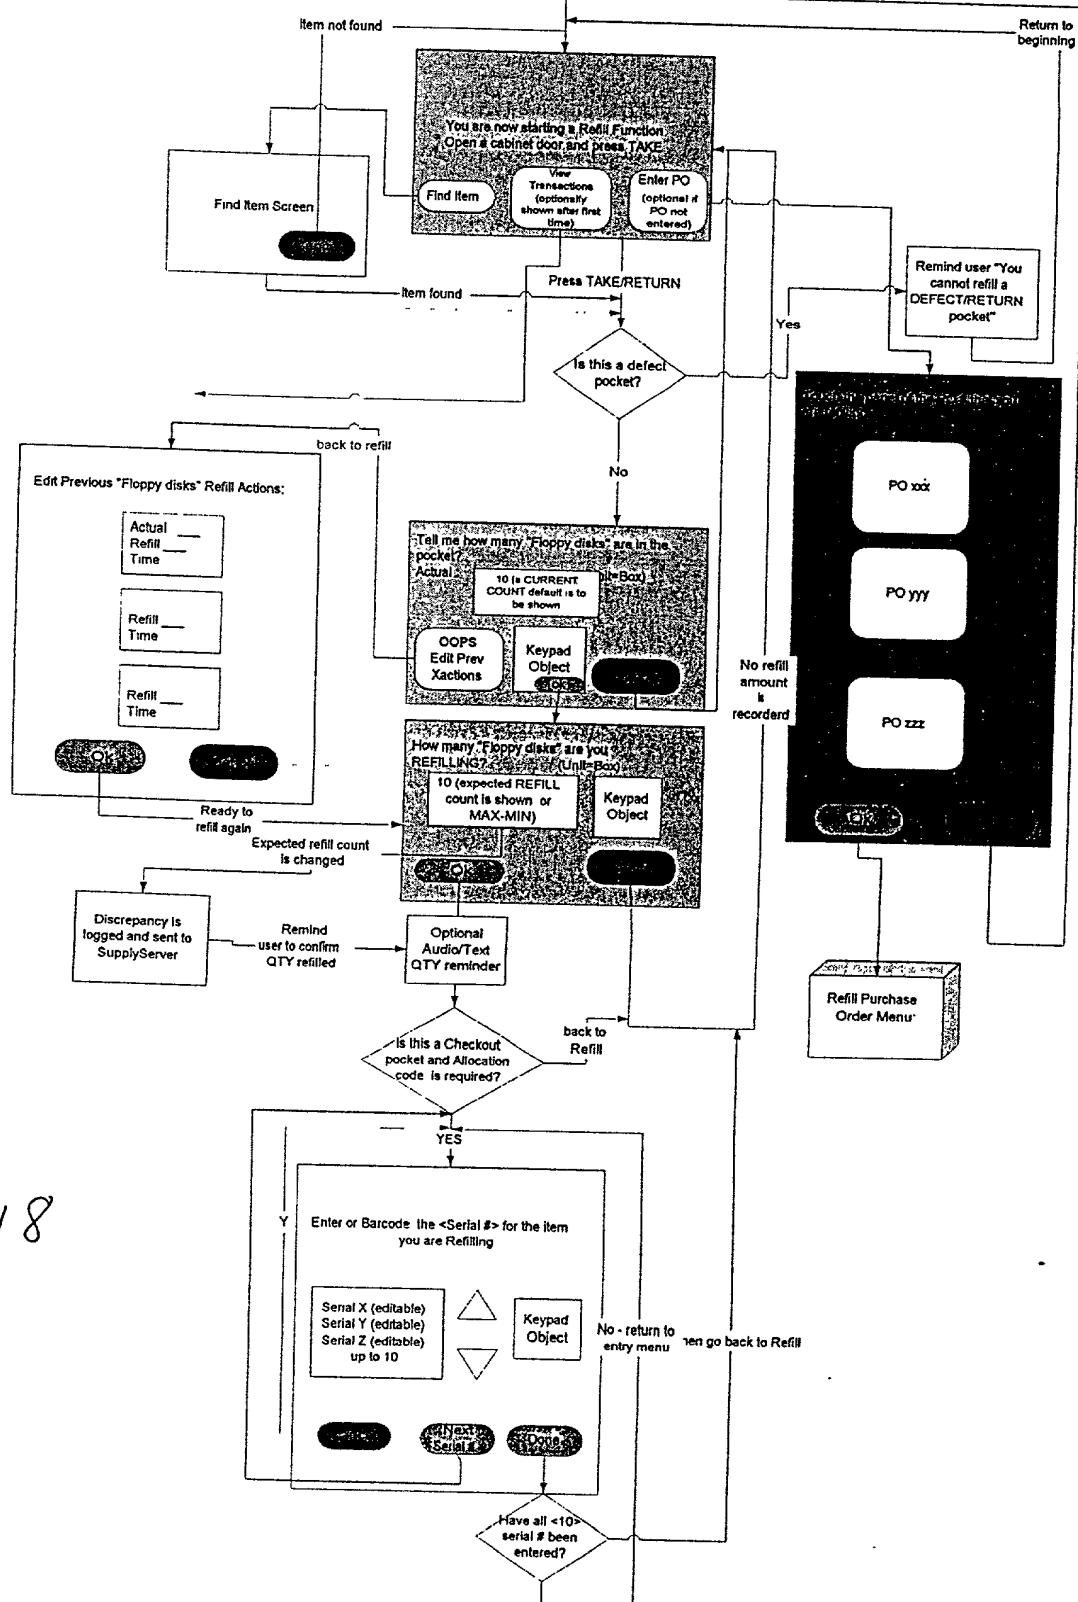 Item not found
Return to
beginning
You are now starting a Refill Function
Open a cabinet door and press TAKE
Find Item
View
Transactions
(optionally
shown after first
time)
Enter PO
(optional if
PO not
entered)
Find Item Screen
Item found
Press TAKE/RETURN
Remind user "You
cannot refill a
DEFECT/RETURN
pocket"
Yes
Is this a defect
pocket?
No
back to refill
Edit Previous "Floppy disks" Refill Actions:
Actual
Refill
Time
Refill
Time
Refill
Time
Ok
Tell me how many "Floppy disks" are in the
pocket?
Actual
(Unit=Box)
10 (a CURRENT
COUNT default is to
be shown
OOPS
Edit Prev
Xactions
Keypad
Object
Ok
PO xxx
PO yyy
PO zzz
OK
No refill
amount
is
recorderd
How many "Floppy disks" are you
REFILLING?
(Unit=Box)
10 (expected REFILL
count is shown or
MAX-MIN)
Keypad
Object
Ready to
refill again
Expected refill count
is changed
Discrepancy is
logged and sent to
SupplyServer
Remind
user to confirm
QTY refilled
Optional
Audio/Text
QTY reminder
Refill Purchase
Order Menu:
Is this a Checkout
pocket and Allocation
code is required?
back to
Refill
YES
Y
Enter or Barcode the <Serial #> for the item
you are Refilling
Serial X (editable)
Serial Y (editable)
Serial Z (editable)
up to 10
Keypad
Object
No - return to
entry menu
hen go back to Refill
Next
Serial #
Done
Have all <10>
serial # been
entered?
18